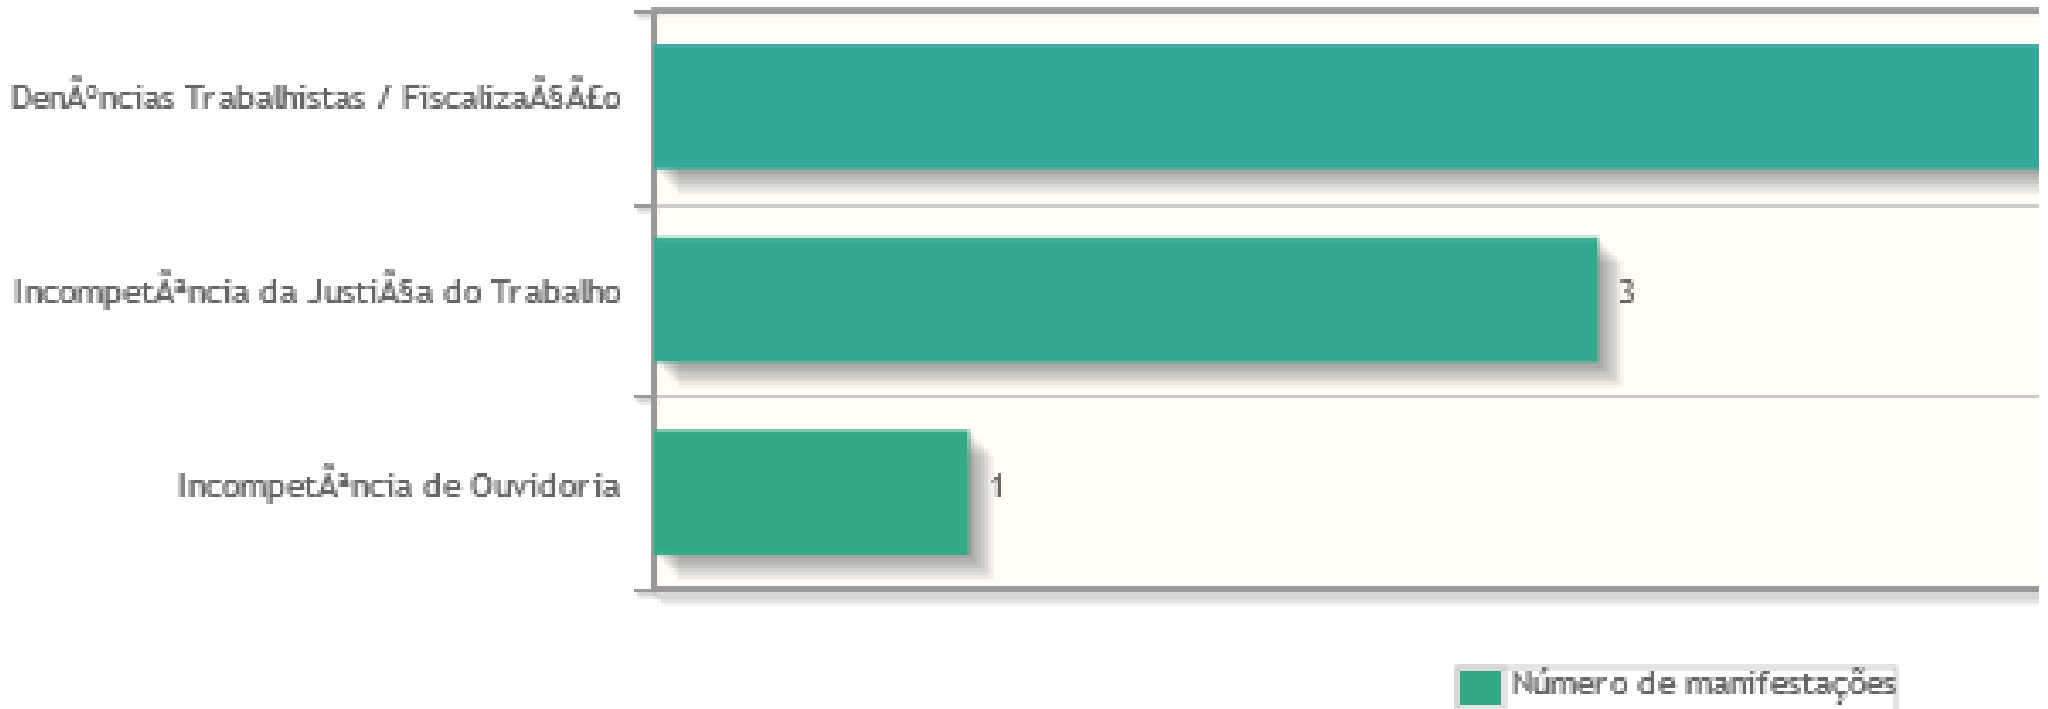 DenÃºncias Trabalhistas / FiscalizaÃ§Ã£o
IncompetÃªncia da JustiÃ§a do Trabalho
3
IncompetÃªncia de Ouvidoria
1
Número de manifestações